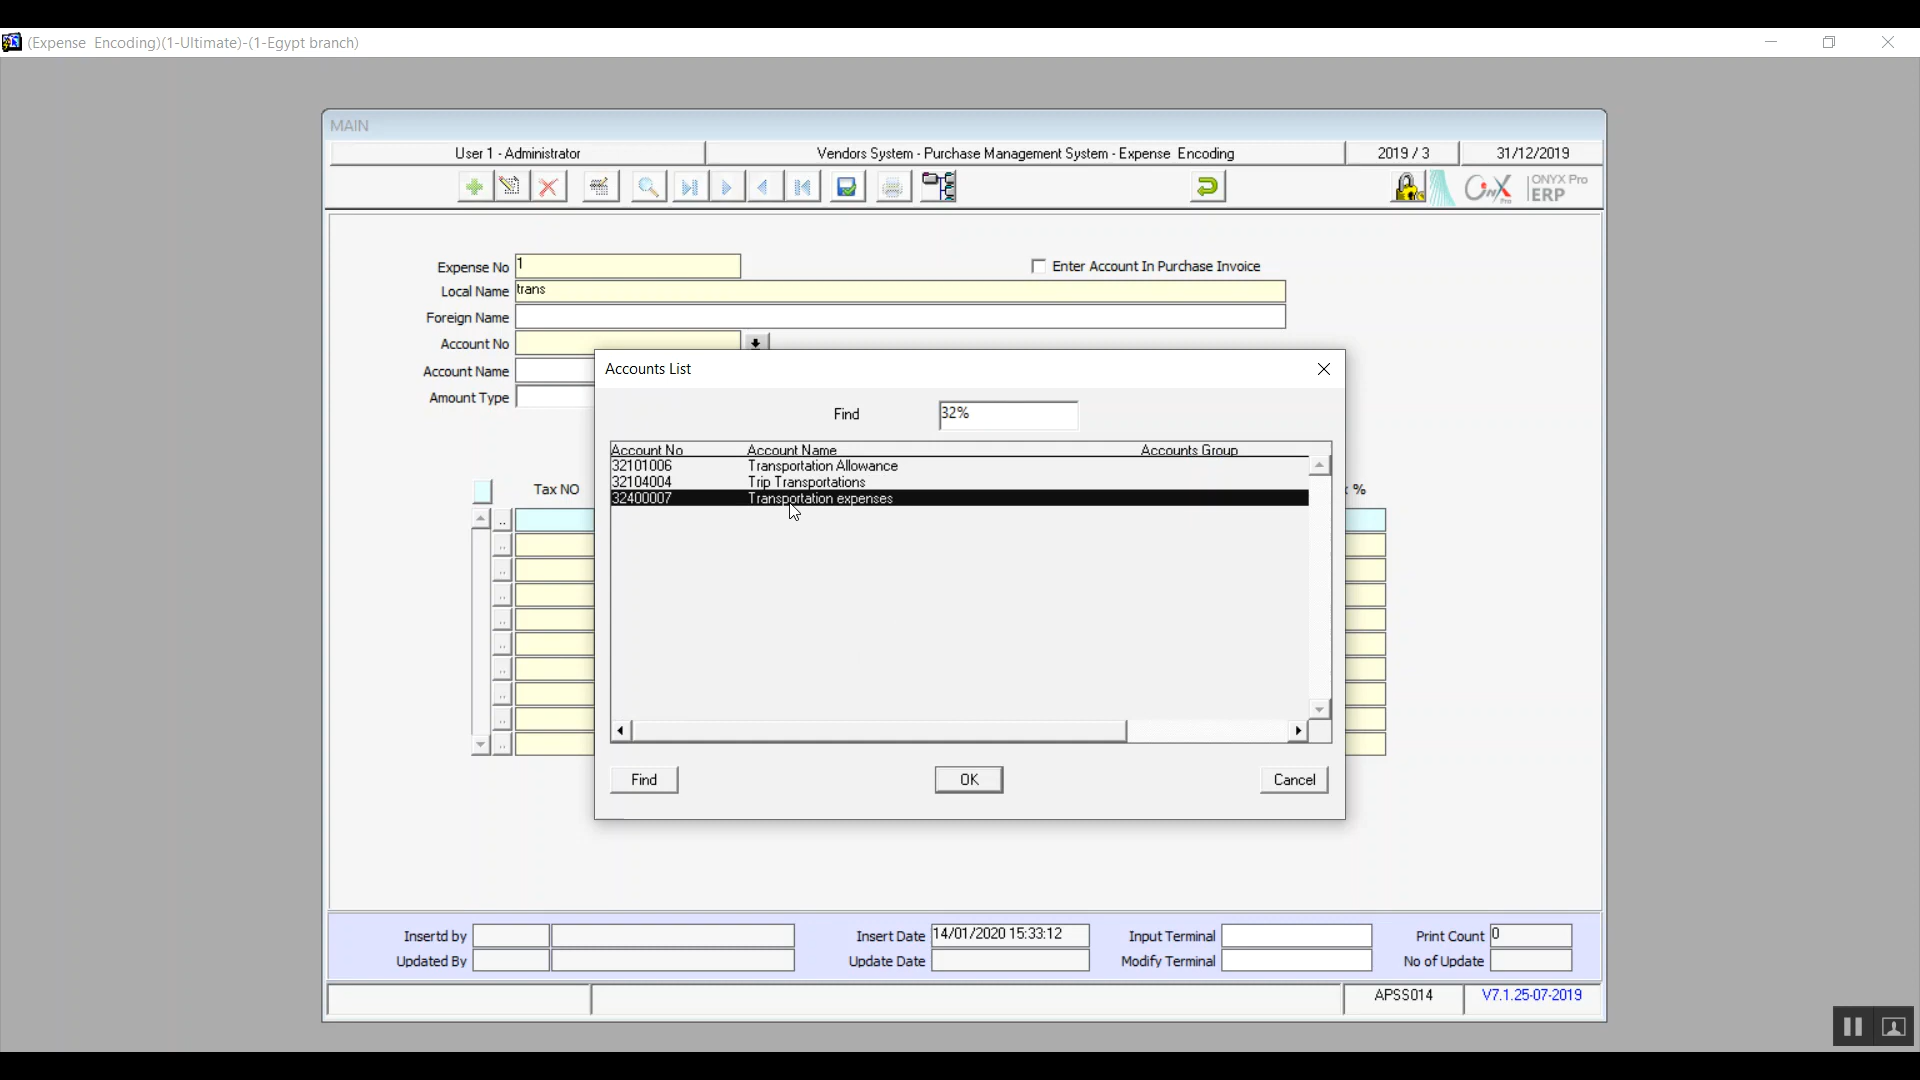 (Expense Encoding)(1-Ultimate)-(1-Egypt branch)
MAIN
User 1 - Administrator
Vendors System - Purchase Management System - Expense Encoding
2019 / 3
31/12/2019
Onyx Pro
ONYX Pro
ERP
Expense No 1
Enter Account In Purchase Invoice
Local Name trans
Foreign Name
Account No
Account Name
Amount Type
Accounts List
Find 32%
Account No Account Name Accounts Group
32101006 Transportation Allowance
32104004 Trip Transportations
32400007 Transportation expenses
Tax NO
%
Find OK Cancel
Insertd by
Insert Date 14/01/2020 15:33:12
Input Terminal
Print Count 0
Updated By
Update Date
Modify Terminal
No of Update
APSS014
V7.1.25-07-2019